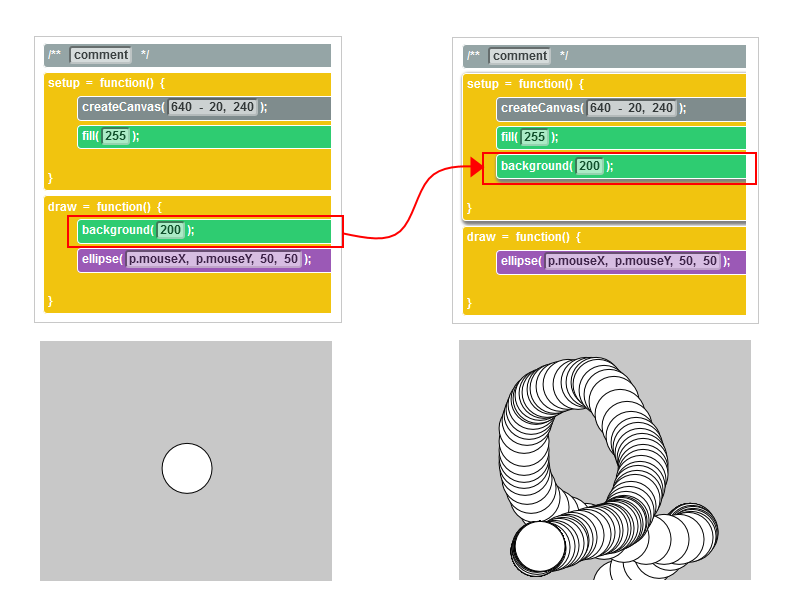 /** comment */
setup = function() {
createCanvas( 640 - 20, 240 );
fill( 255 );
}
draw = function() {
background( 200 );
ellipse( p.mouseX, p.mouseY, 50, 50 );
}
/** comment */
setup = function() {
createCanvas( 640 - 20, 240 );
fill( 255 );
background( 200 );
}
draw = function() {
ellipse( p.mouseX, p.mouseY, 50, 50 );
}